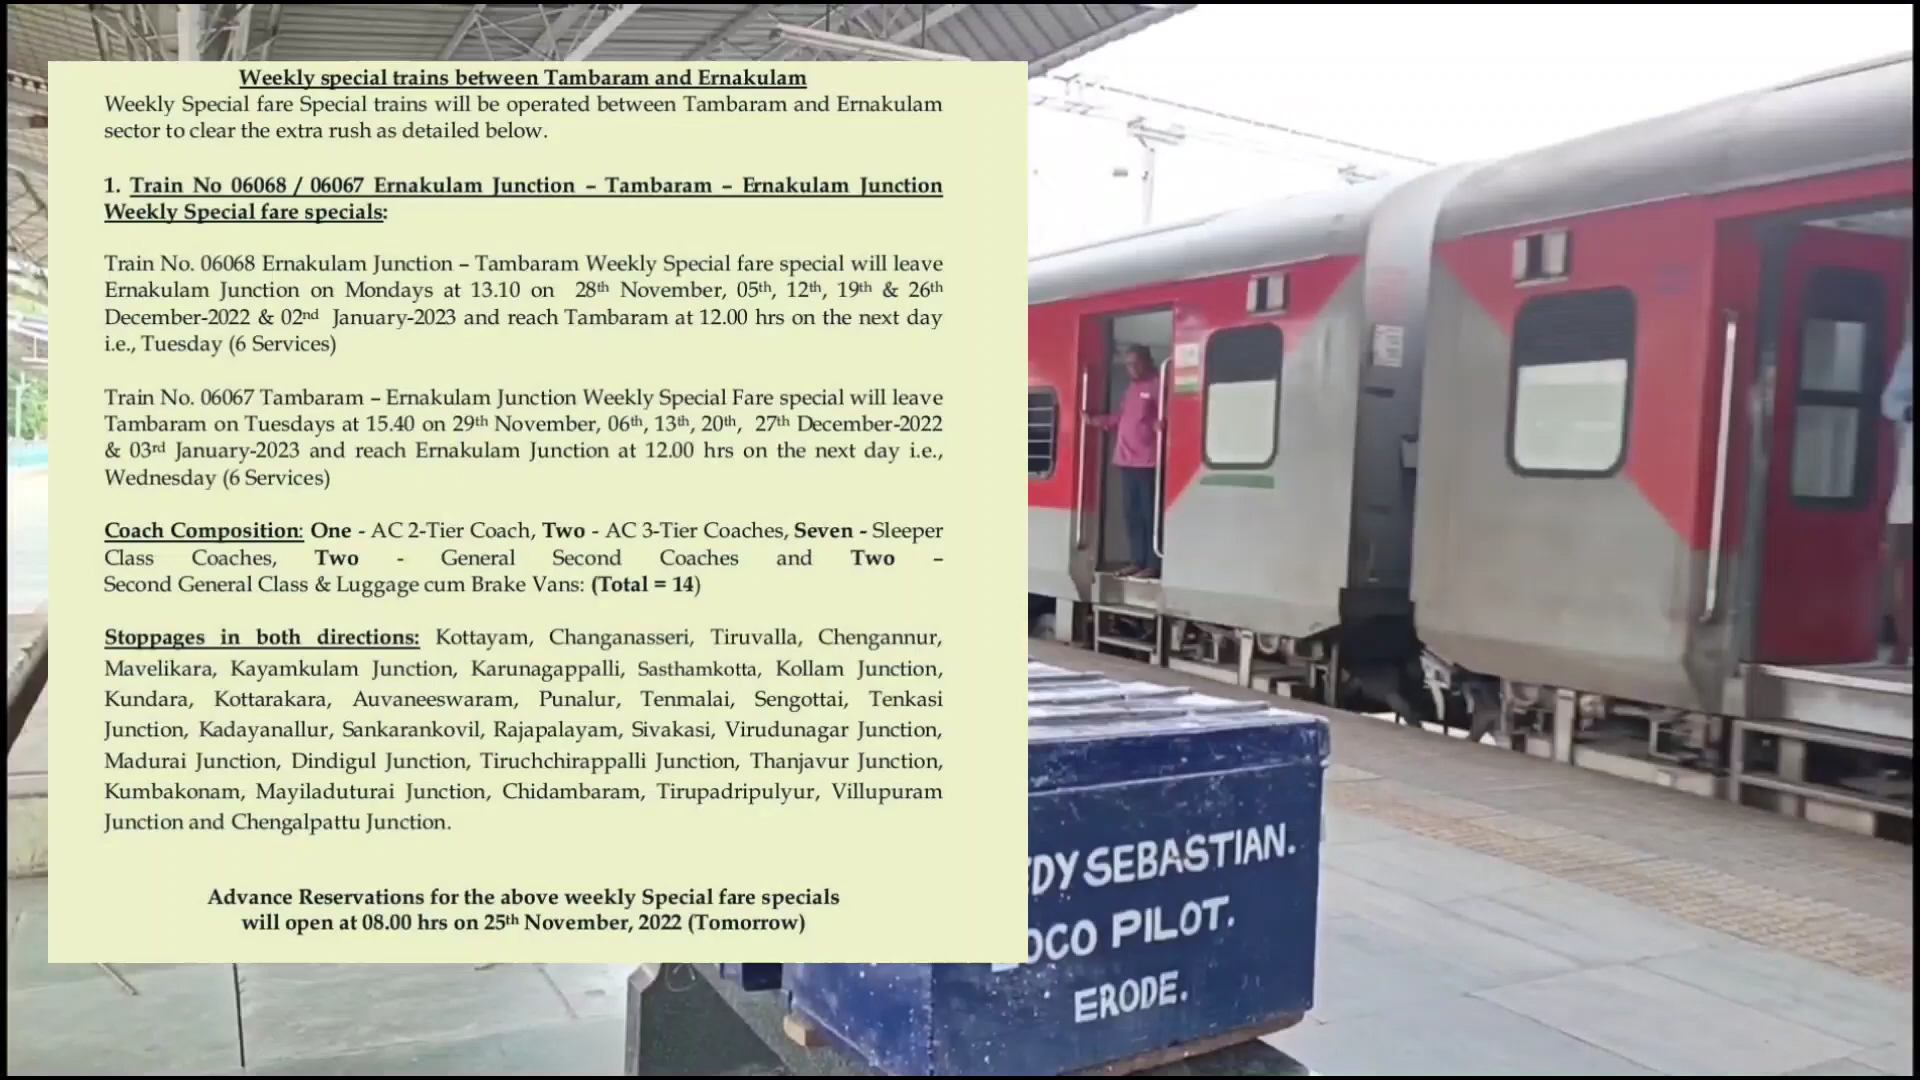 Weekly special trains between Tambaram and Ernakulam
Weekly Special fare Special trains will be operated between Tambaram and Ernakulam
sector to clear the extra rush as detailed below.
1. Train No 06068 / 06067 Ernakulam Junction – Tambaram – Ernakulam Junction
Weekly Special fare specials:
Train No. 06068 Ernakulam Junction – Tambaram Weekly Special fare special will leave
Ernakulam Junction on Mondays at 13.10 on 28th November, 05th, 12th, 19th & 26th
December-2022 & 02nd January-2023 and reach Tambaram at 12.00 hrs on the next day
i.e., Tuesday (6 Services)
Train No. 06067 Tambaram – Ernakulam Junction Weekly Special Fare special will leave
Tambaram on Tuesdays at 15.40 on 29th November, 06th, 13th, 20th, 27th December-2022
& 03rd January-2023 and reach Ernakulam Junction at 12.00 hrs on the next day i.e.,
Wednesday (6 Services)
Coach Composition: One - AC 2-Tier Coach, Two - AC 3-Tier Coaches, Seven - Sleeper
Class Coaches, Two - General Second Coaches and Two –
Second General Class & Luggage cum Brake Vans: (Total = 14)
Stoppages in both directions: Kottayam, Changanasseri, Tiruvalla, Chengannur,
Mavelikara, Kayamkulam Junction, Karunagappalli, Sasthamkotta, Kollam Junction,
Kundara, Kottarakara, Auvaneeswaram, Punalur, Tenmalai, Sengottai, Tenkasi
Junction, Kadayanallur, Sankarankovil, Rajapalayam, Sivakasi, Virudunagar Junction,
Madurai Junction, Dindigul Junction, Tiruchchirappalli Junction, Thanjavur Junction,
Kumbakonam, Mayiladuturai Junction, Chidambaram, Tirupadripulyur, Villupuram
Junction and Chengalpattu Junction.
Advance Reservations for the above weekly Special fare specials
will open at 08.00 hrs on 25th November, 2022 (Tomorrow)
DY SEBASTIAN.
OCO PILOT.
ERODE.